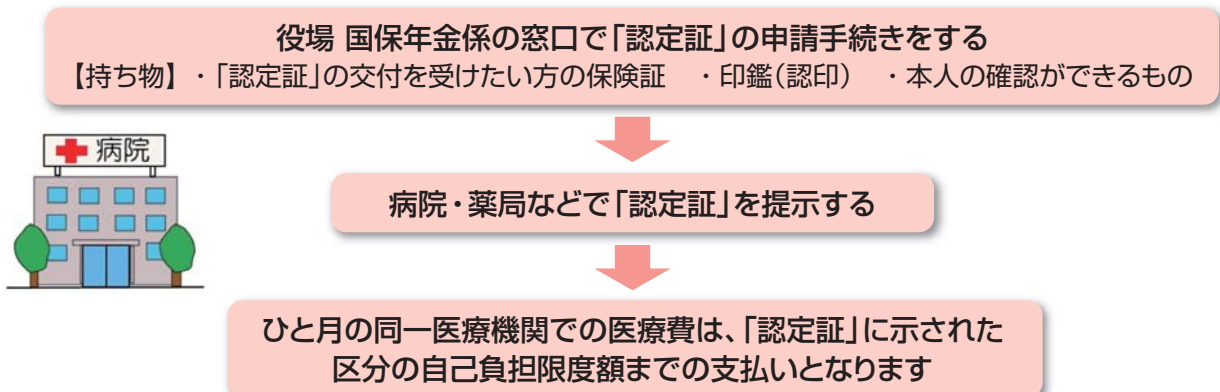 役場 国保年金係の窓口で「認定証」の申請手続きをする
【持ち物】・「認定証」の交付を受けたい方の保険証 ・印鑑(認印) ・本人の確認ができるもの
病院
病院・薬局などで「認定証」を提示する
ひと月の同一医療機関での医療費は、「認定証」に示された
区分の自己負担限度額までの支払いとなります